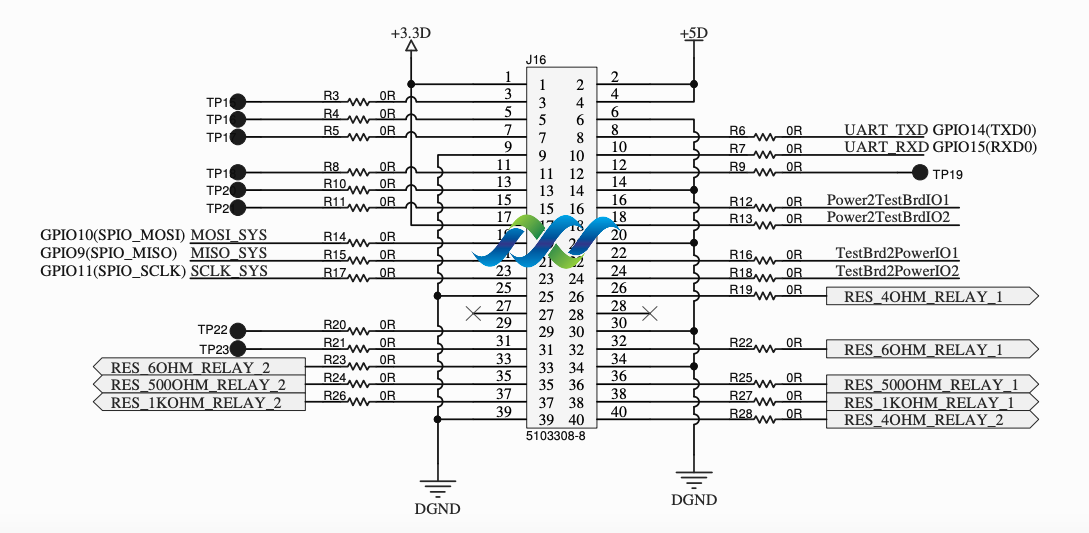 +3.3D +5D
J16
1 1 2 2
TP1 R3 0R 3 3 4 4
TP1 R4 0R 5 5 6 6
TP1 R5 0R 7 7 8 8 R6 0R UART_TXD GPIO14(TXD0)
9 9 10 10 R7 0R UART_RXD GPIO15(RXD0)
TP1 R8 0R 11 11 12 12 R9 0R TP19
TP2 R10 0R 13 13 14 14
TP2 R11 0R 15 15 16 16 R12 0R Power2TestBrdIO1
17 18 R13 0R Power2TestBrdIO2
GPIO10(SPIO_MOSI) MOSI_SYS R14 0R 20
GPIO9(SPIO_MISO) MISO_SYS R15 0R 21 22 R16 0R TestBrd2PowerIO1
GPIO11(SPIO_SCLK) SCLK_SYS R17 0R 23 23 24 24 R18 0R TestBrd2PowerIO2
25 25 26 26 R19 0R RES_4OHM_RELAY_1
27 27 28 28
TP22 R20 0R 29 29 30 30
TP23 R21 0R 31 31 32 32 R22 0R RES_6OHM_RELAY_1
RES_6OHM_RELAY_2 R23 0R 33 33 34 34
RES_500OHM_RELAY_2 R24 0R 35 35 36 36 R25 0R RES_500OHM_RELAY_1
RES_1KOHM_RELAY_2 R26 0R 37 37 38 38 R27 0R RES_1KOHM_RELAY_1
39 39 40 40 R28 0R RES_4OHM_RELAY_2
5103308-8
DGND DGND